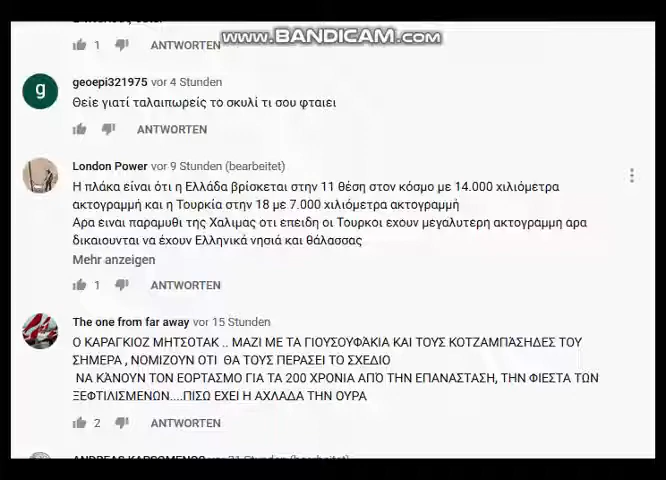 1 ANTWORTEN
www.BANDICAM.com
g
geoepi321975 vor 4 Stunden
Θείε γιατί ταλαιπωρείς το σκυλί τι σου φταιει
ANTWORTEN
London Power vor 9 Stunden (bearbeitet)
Η πλάκα είναι ότι η Ελλάδα βρίσκεται στην 11 θέση στον κόσμο με 14.000 χιλιόμετρα
ακτογραμμή και η Τουρκία στην 18 με 7.000 χιλιόμετρα ακτογραμμή
Αρα ειναι παραμυθι της Χαλιμας οτι επειδη οι Τουρκοι εχουν μεγαλυτερη ακτογραμμη αρα
δικαιουνται να έχουν Ελληνικά νησιά και θάλασσας
Mehr anzeigen
1 ANTWORTEN
The one from far away vor 15 Stunden
Ο ΚΑΡΑΓΚΙΟΖ ΜΗΤΣΟΤΑΚ .. ΜΑΖΙ ΜΕ ΤΑ ΓΙΟΥΣΟΥΦΆΚΙΑ ΚΑΙ ΤΟΥΣ ΚΟΤΖΑΜΠΆΣΗΔΕΣ ΤΟΥ
ΣΗΜΕΡΑ , ΝΟΜΙΖΟΥΝ ΟΤΙ ΘΑ ΤΟΥΣ ΠΕΡΑΣΕΙ ΤΟ ΣΧΕΔΙΟ
ΝΑ ΚΆΝΟΥΝ ΤΟΝ ΕΟΡΤΑΣΜΟ ΓΙΑ ΤΑ 200 ΧΡΟΝΙΑ ΑΠΌ ΤΗΝ ΕΠΑΝΑΣΤΑΣΗ, ΤΗΝ ΦΙΕΣΤΑ ΤΩΝ
ΞΕΦΤΙΛΙΣΜΕΝΩΝ....ΠΙΣΩ ΕΧΕΙ Η ΑΧΛΑΔΑ ΤΗΝ ΟΥΡΑ
2 ANTWORTEN